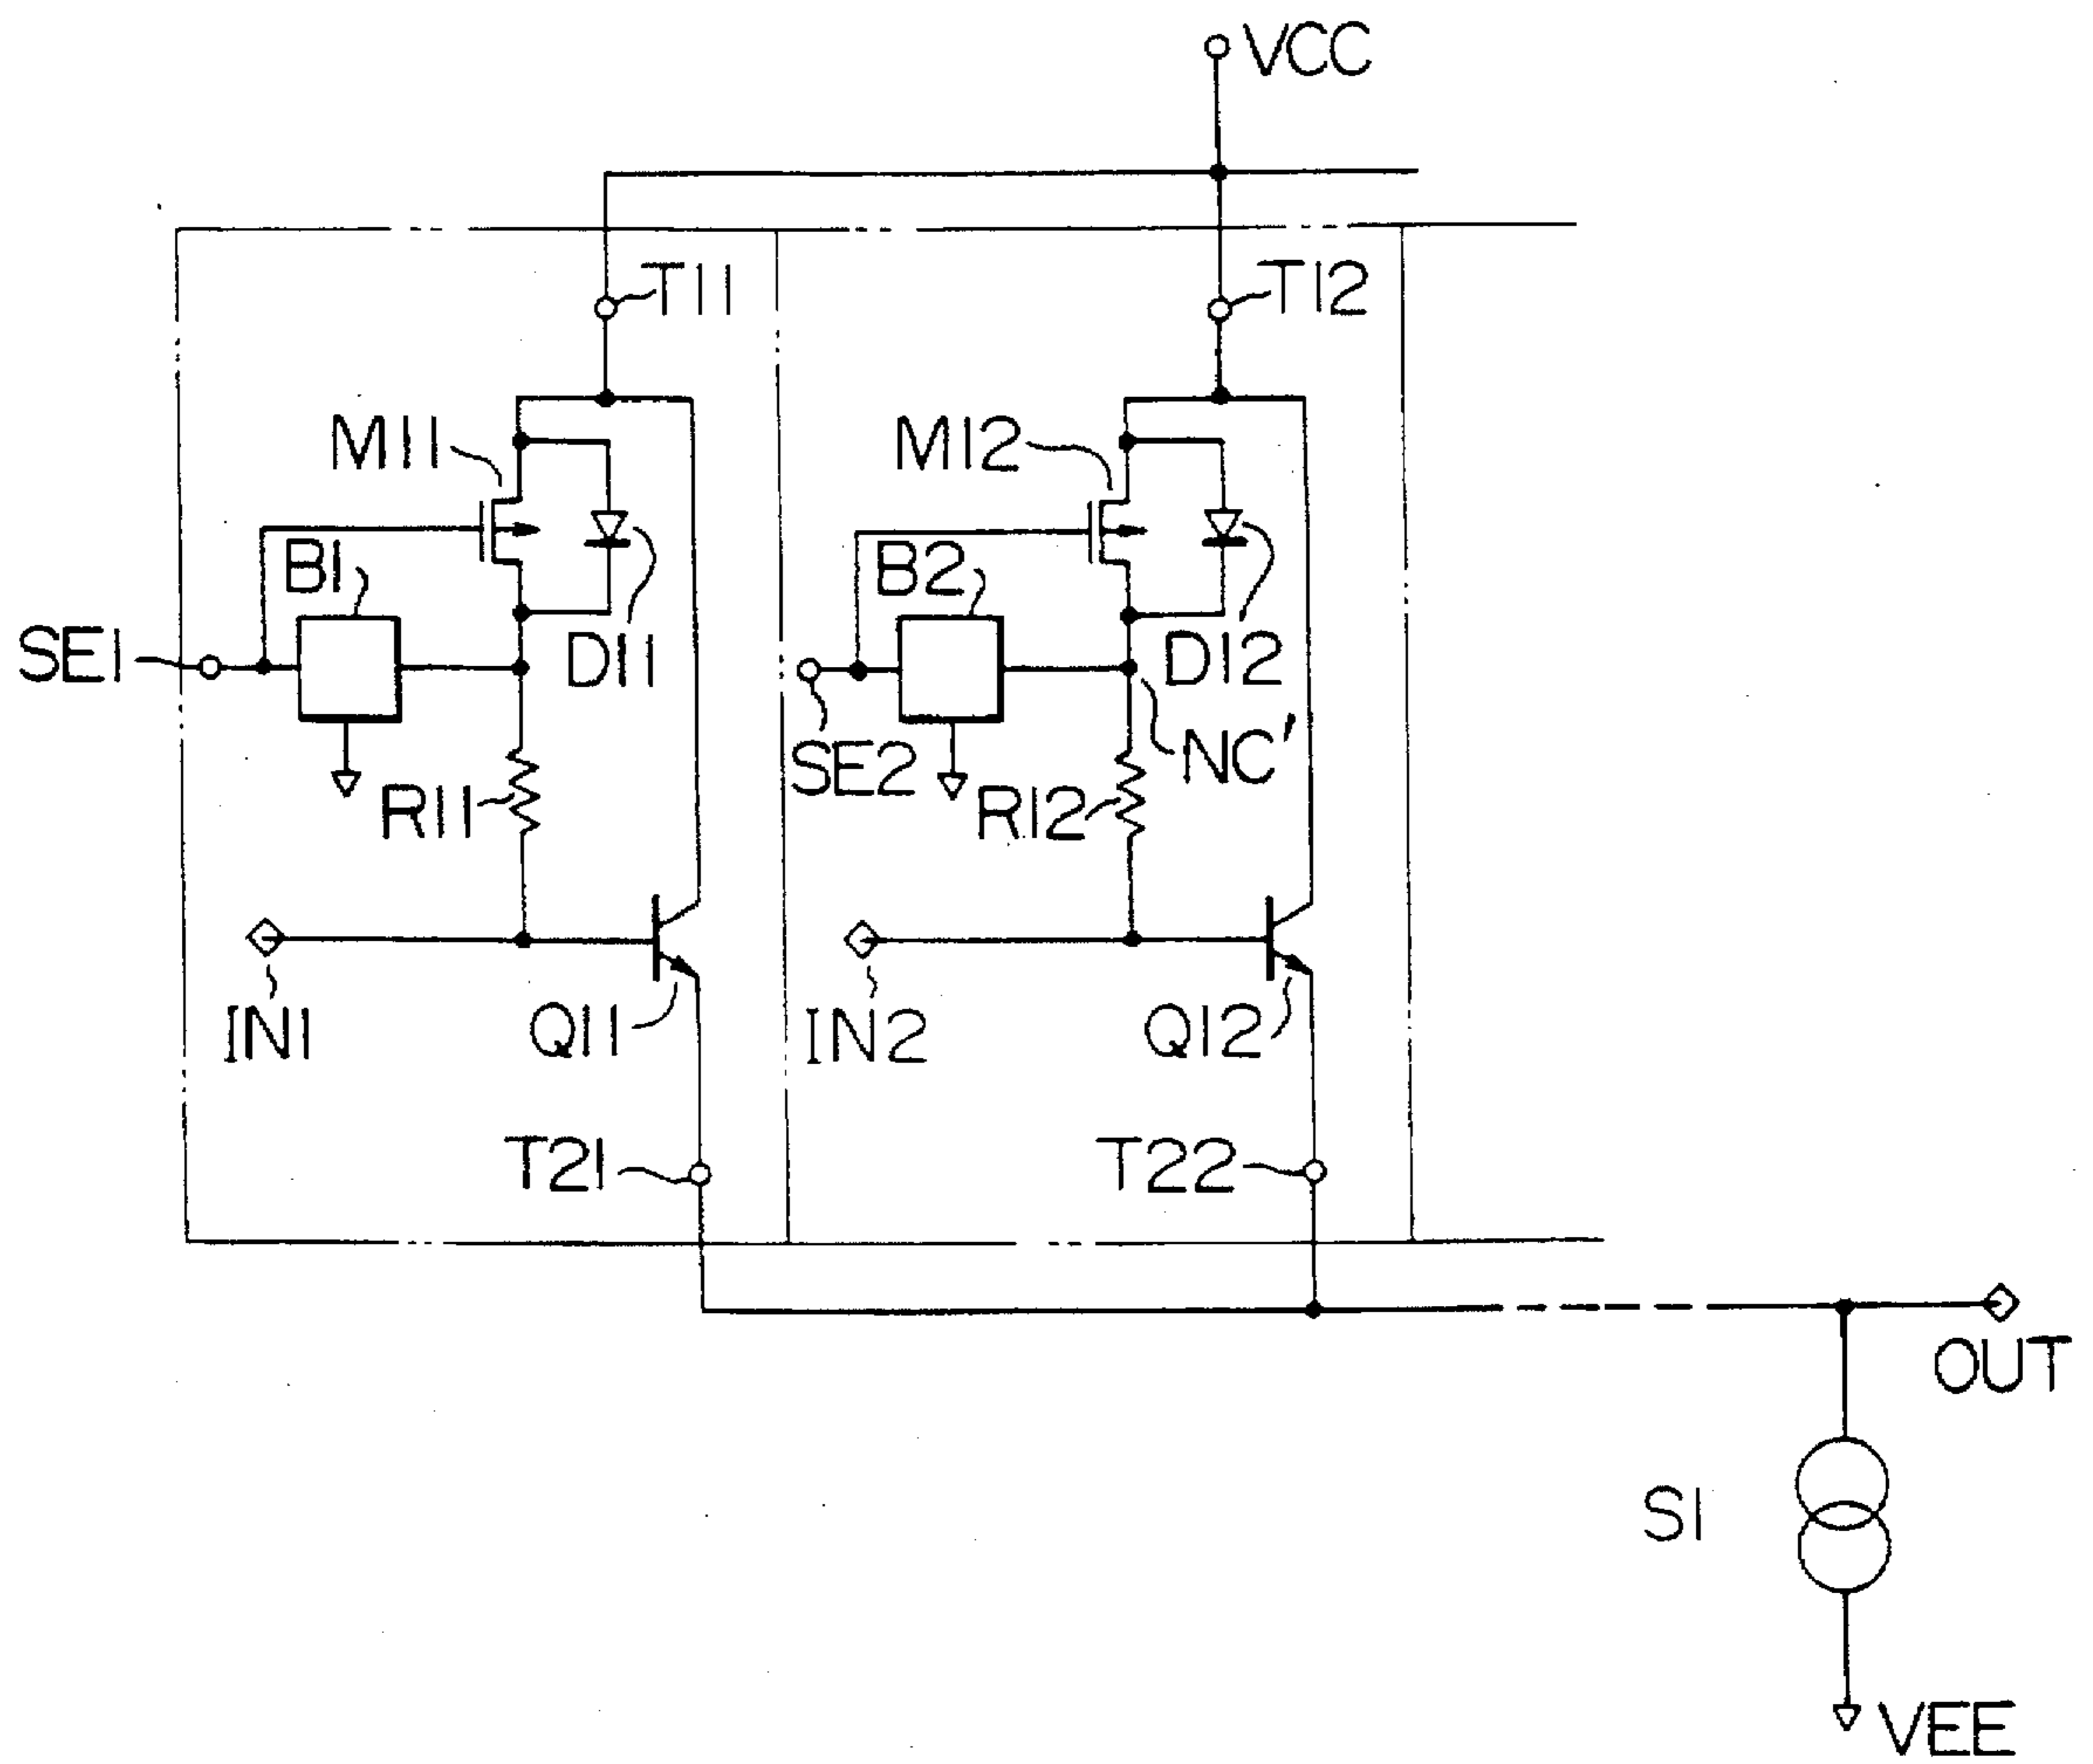 VCC
T11
T12
M11
M12
B1
B2
SE1
D11
D12
SE2
NC'
R11
R12
IN1
Q11
IN2
Q12
T21
T22
OUT
S1
VEE